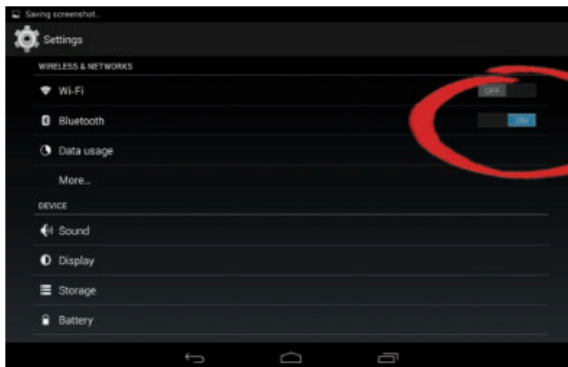 Saving screenshot...
Settings
WIRELESS & NETWORKS
Wi-Fi OFF
Bluetooth ON
Data usage
More...
DEVICE
Sound
Display
Storage
Battery